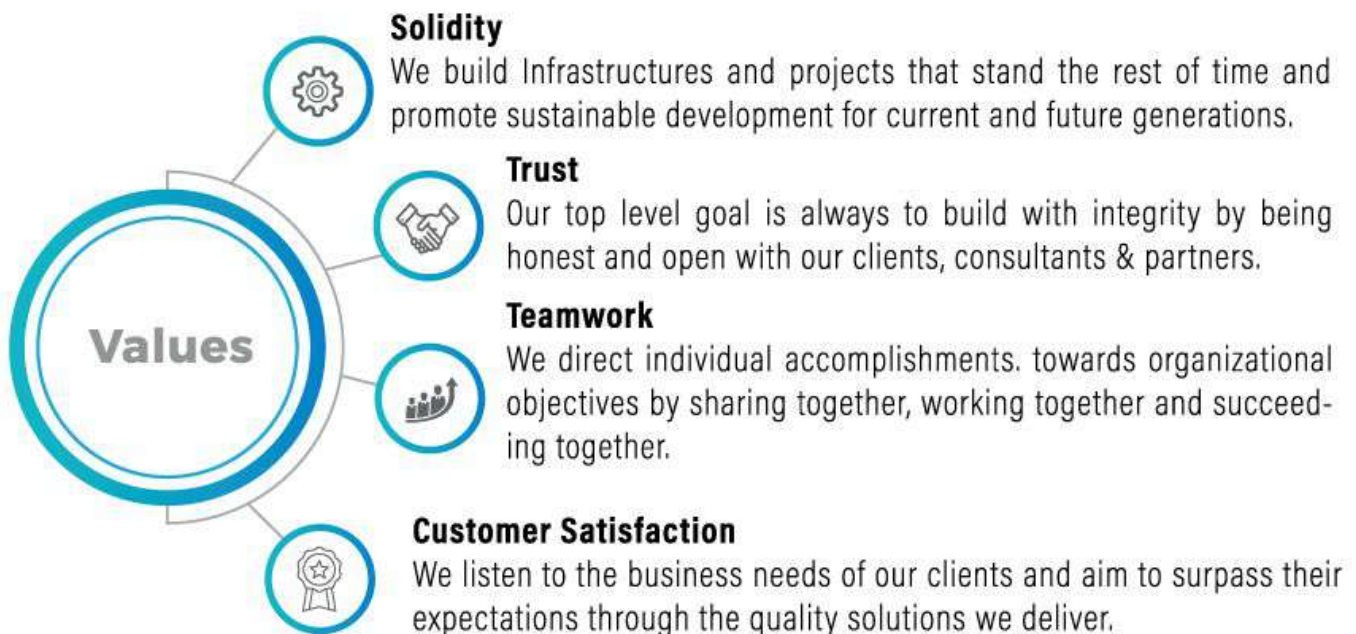 Solidity
We build Infrastructures and projects that stand the rest of time and
promote sustainable development for current and future generations.
Trust
Our top level goal is always to build with integrity by being
honest and open with our clients, consultants & partners.
Values
Teamwork
We direct individual accomplishments. towards organizational
objectives by sharing together, working together and succeed-
ing together.
Customer Satisfaction
We listen to the business needs of our clients and aim to surpass their
expectations through the quality solutions we deliver.